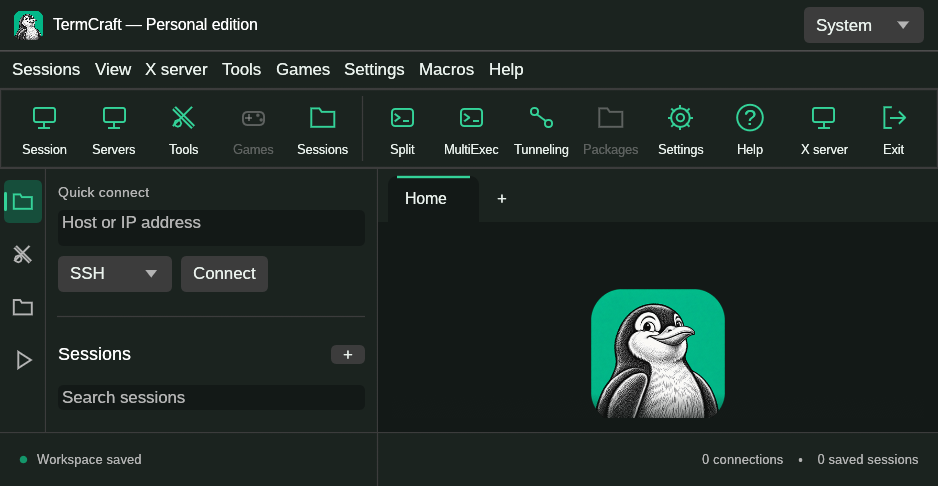 TermCraft — Personal edition
System
Sessions View X server Tools Games Settings Macros Help
Session Servers Tools Games Sessions Split MultiExec Tunneling Packages Settings Help X server Exit
Quick connect
Host or IP address
SSH Connect
Sessions +
Search sessions
Home +
Workspace saved
0 connections • 0 saved sessions